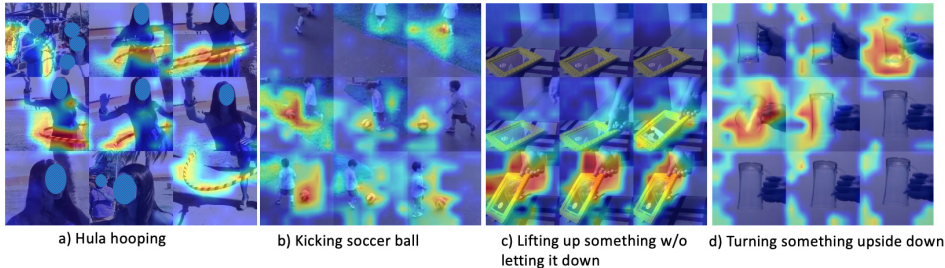 a) Hula hooping
b) Kicking soccer ball
c) Lifting up something w/o
letting it down
d) Turning something upside down